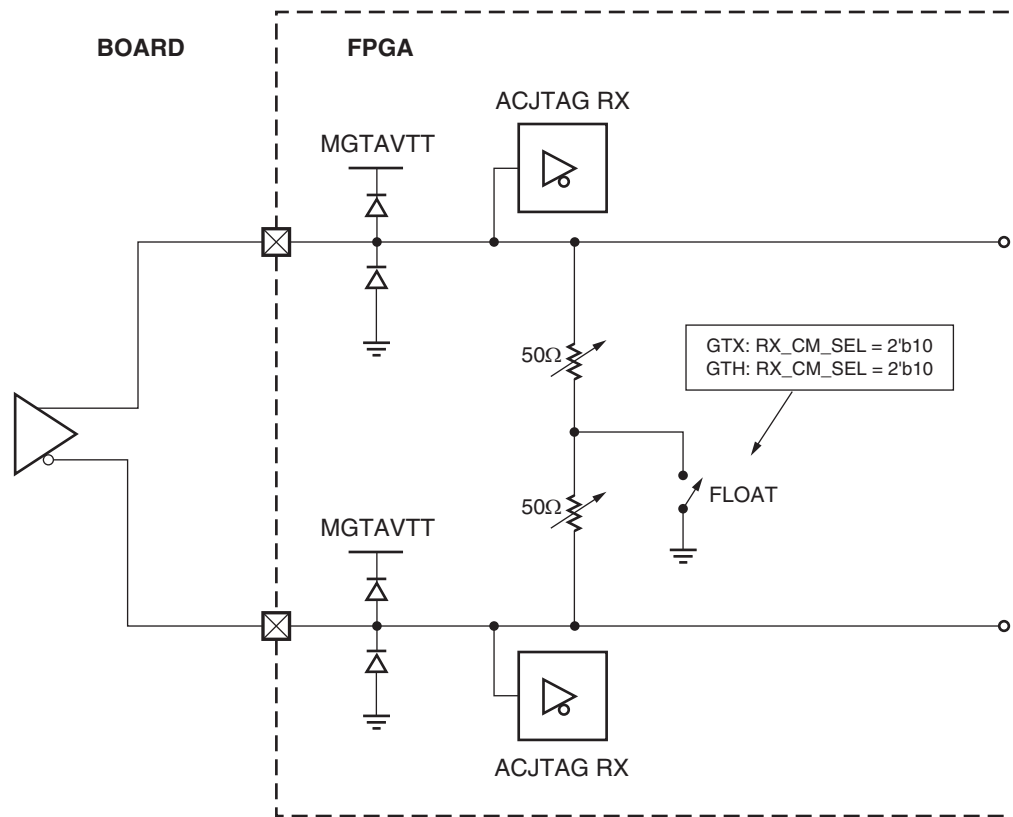 BOARD
FPGA
ACJTAG RX
MGTAVTT
50Ω
GTX: RX_CM_SEL = 2'b10
GTH: RX_CM_SEL = 2'b10
50Ω
FLOAT
MGTAVTT
ACJTAG RX